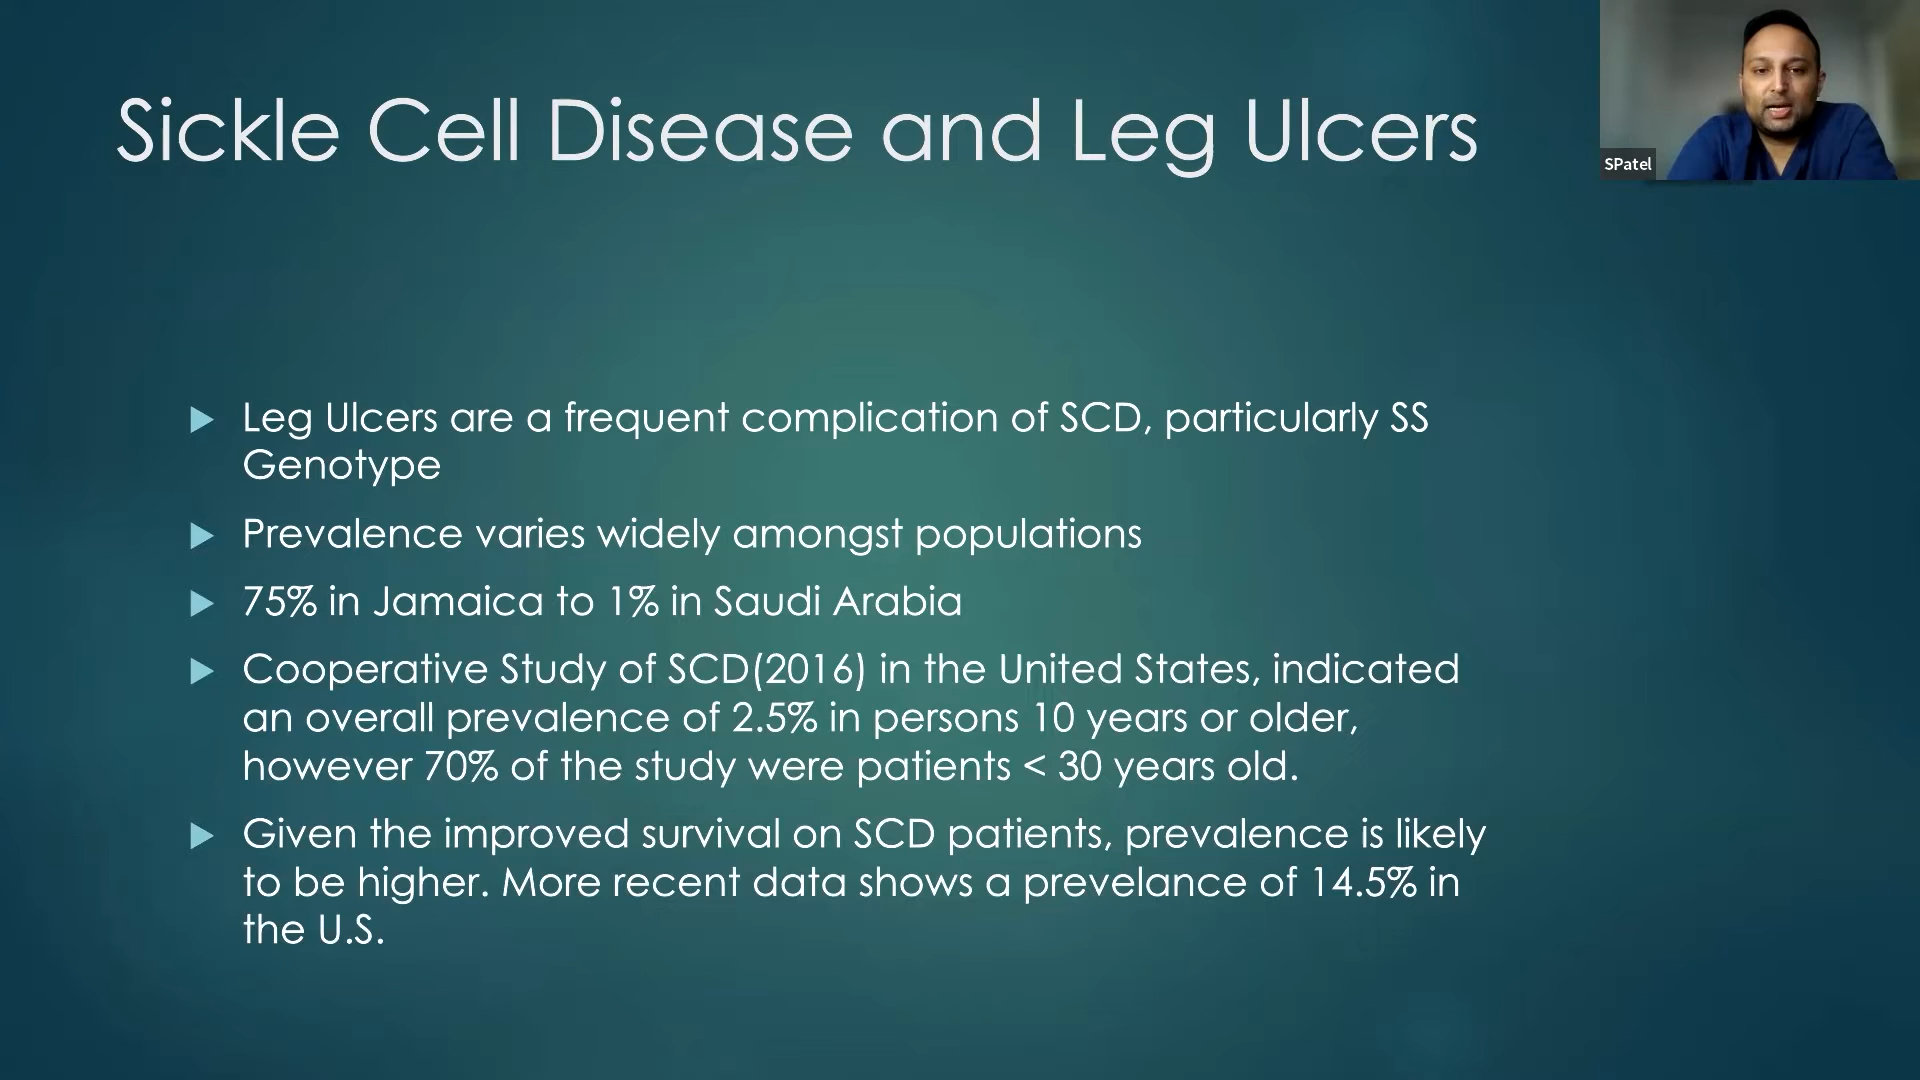 Sickle Cell Disease and Leg Ulcers
SPatel
Leg Ulcers are a frequent complication of SCD, particularly SS
Genotype
Prevalence varies widely amongst populations
75% in Jamaica to 1% in Saudi Arabia
Cooperative Study of SCD(2016) in the United States, indicated
an overall prevalence of 2.5% in persons 10 years or older,
however 70% of the study were patients < 30 years old.
Given the improved survival on SCD patients, prevalence is likely
to be higher. More recent data shows a prevelance of 14.5% in
the U.S.